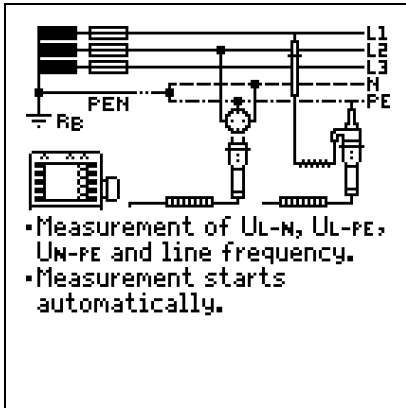 L1
L2
L3
N
PEN
PE
RB
▪Measurement of UL-N, UL-PE,
UN-PE and line frequency.
▪Measurement starts
automatically.